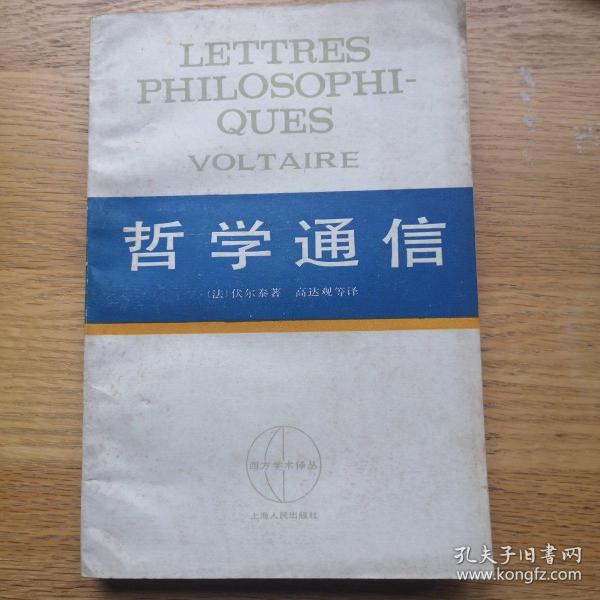 LETTRES
PHILOSOPHI-
QUES
VOLTAIRE
哲学通信
〔法〕伏尔泰著 高达观等译
西方学术译丛
上海人民出版社
孔夫子旧书网
www.kongfz.com